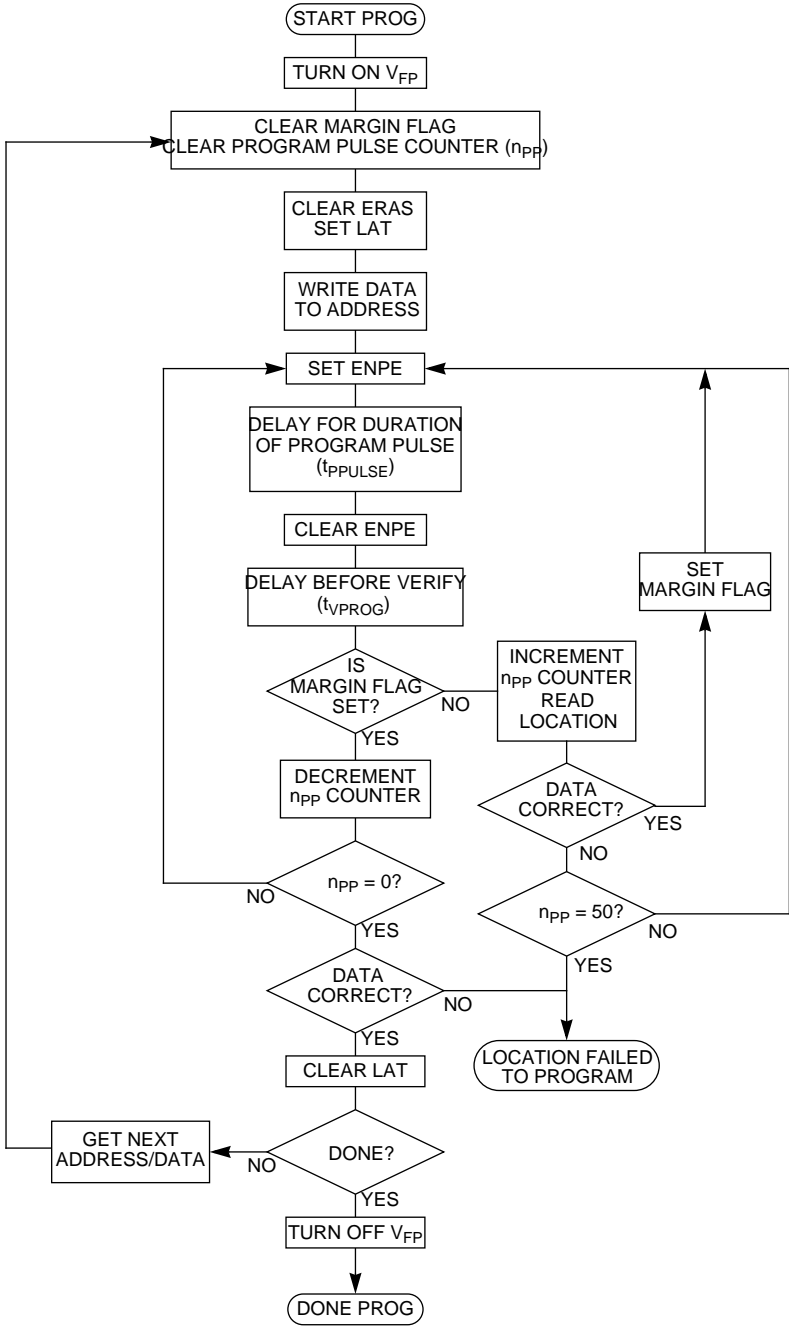 START PROG
TURN ON VFP
CLEAR MARGIN FLAG
CLEAR PROGRAM PULSE COUNTER (nPP)
CLEAR ERAS
SET LAT
WRITE DATA
TO ADDRESS
SET ENPE
DELAY FOR DURATION
OF PROGRAM PULSE
(tPPULSE)
CLEAR ENPE
DELAY BEFORE VERIFY
(tVPROG)
SET
MARGIN FLAG
IS
MARGIN FLAG
SET?
NO
YES
INCREMENT
nPP COUNTER
READ
LOCATION
DECREMENT
nPP COUNTER
DATA
CORRECT?
YES
NO
nPP = 0?
NO
YES
nPP = 50?
NO
YES
DATA
CORRECT?
NO
YES
LOCATION FAILED
TO PROGRAM
CLEAR LAT
GET NEXT
ADDRESS/DATA
DONE?
NO
YES
TURN OFF VFP
DONE PROG